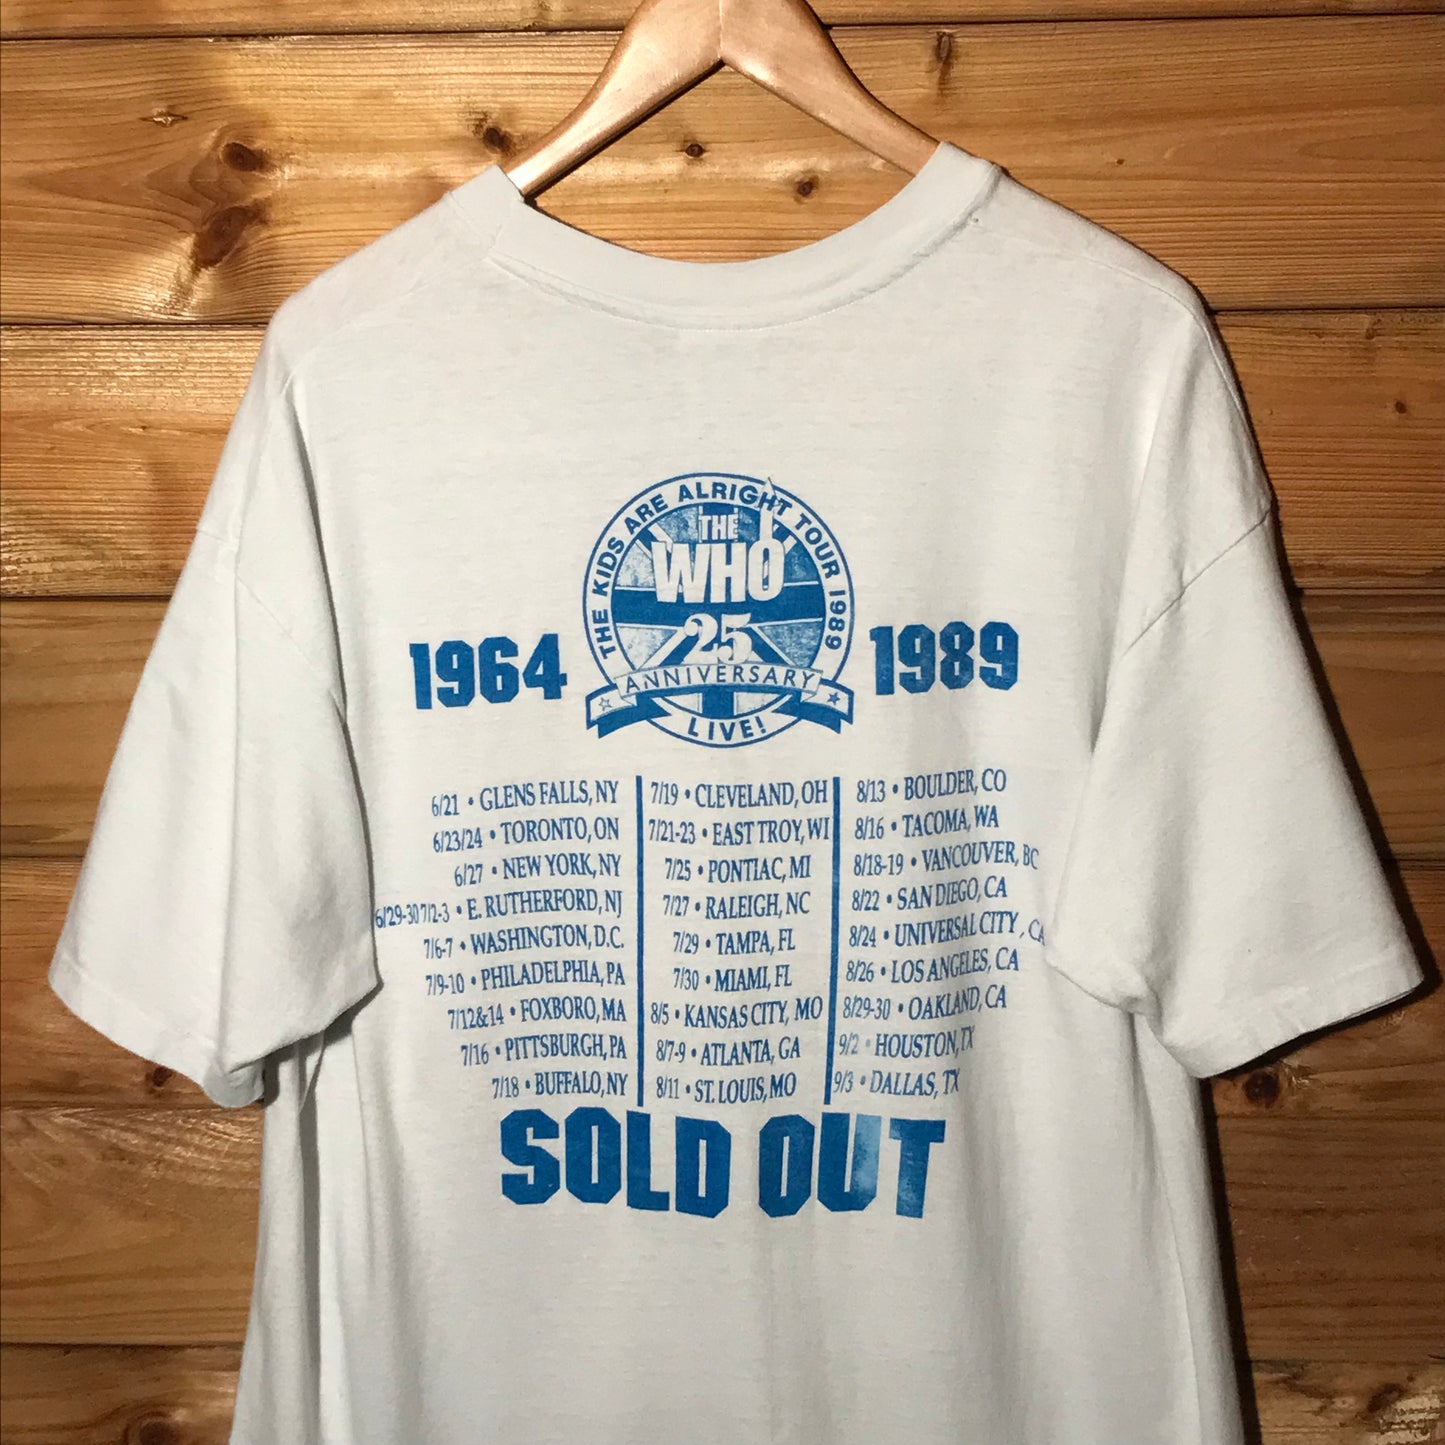 THE KIDS ARE ALRIGHT TOUR 1989
THE
WHO
25
ANNIVERSARY
LIVE!
1964
1989
6/21 • GLENS FALLS, NY
6/23/24 • TORONTO, ON
6/27 • NEW YORK, NY
6/29-30 7/2-3 • E. RUTHERFORD, NJ
7/6-7 • WASHINGTON, D.C.
7/9-10 • PHILADELPHIA, PA
7/12&14 • FOXBORO, MA
7/16 • PITTSBURGH, PA
7/18 • BUFFALO, NY
7/19 • CLEVELAND, OH
7/21-23 • EAST TROY, WI
7/25 • PONTIAC, MI
7/27 • RALEIGH, NC
7/29 • TAMPA, FL
7/30 • MIAMI, FL
8/5 • KANSAS CITY, MO
8/7-9 • ATLANTA, GA
8/11 • ST. LOUIS, MO
8/13 • BOULDER, CO
8/16 • TACOMA, WA
8/18-19 • VANCOUVER, BC
8/22 • SAN DIEGO, CA
8/24 • UNIVERSAL CITY, CA
8/26 • LOS ANGELES, CA
8/29-30 • OAKLAND, CA
9/2 • HOUSTON, TX
9/3 • DALLAS, TX
SOLD OUT